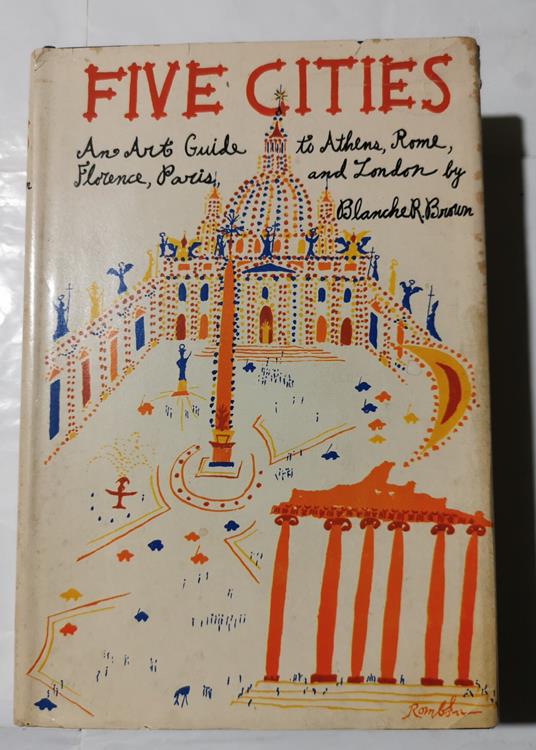 FIVE CITIES
An Art Guide to Athens, Rome,
Florence, Paris, and London by
Blanche R. Brown